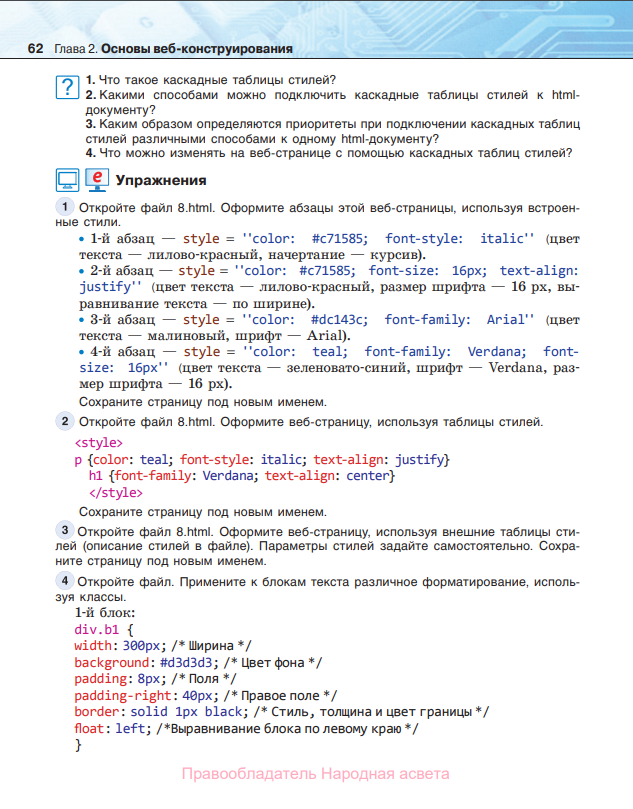 62 Глава 2. Основы веб-конструирования
? 1. Что такое каскадные таблицы стилей?
2. Какими способами можно подключить каскадные таблицы стилей к html-
документу?
3. Каким образом определяются приоритеты при подключении каскадных таблиц
стилей различными способами к одному html-документу?
4. Что можно изменять на веб-странице с помощью каскадных таблиц стилей?
e Упражнения
1 Откройте файл 8.html. Оформите абзацы этой веб-страницы, используя встроен-
ные стили.
• 1-й абзац — style = ''color: #c71585; font-style: italic'' (цвет
текста — лилово-красный, начертание — курсив).
• 2-й абзац — style = ''color: #c71585; font-size: 16px; text-align:
justify'' (цвет текста — лилово-красный, размер шрифта — 16 px, вы-
равнивание текста — по ширине).
• 3-й абзац — style = ''color: #dc143c; font-family: Arial'' (цвет
текста — малиновый, шрифт — Arial).
• 4-й абзац — style = ''color: teal; font-family: Verdana; font-
size: 16px'' (цвет текста — зеленовато-синий, шрифт — Verdana, раз-
мер шрифта — 16 px).
Сохраните страницу под новым именем.
2 Откройте файл 8.html. Оформите веб-страницу, используя таблицы стилей.
<style>
p {color: teal; font-style: italic; text-align: justify}
h1 {font-family: Verdana; text-align: center}
</style>
Сохраните страницу под новым именем.
3 Откройте файл 8.html. Оформите веб-страницу, используя внешние таблицы сти-
лей (описание стилей в файле). Параметры стилей задайте самостоятельно. Сохра-
ните страницу под новым именем.
4 Откройте файл. Примените к блокам текста различное форматирование, исполь-
зуя классы.
1-й блок:
div.b1 {
width: 300px; /* Ширина */
background: #d3d3d3; /* Цвет фона */
padding: 8px; /* Поля */
padding-right: 40px; /* Правое поле */
border: solid 1px black; /* Стиль, толщина и цвет границы */
float: left; /*Выравнивание блока по левому краю */
}
Правообладатель Народная асвета